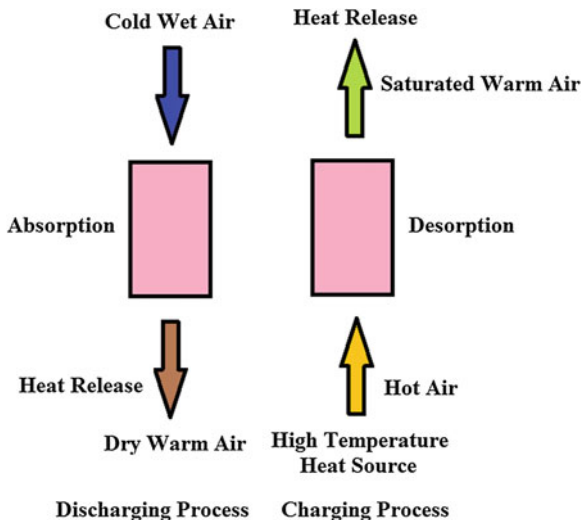 Cold Wet Air
Absorption
Heat Release
Dry Warm Air
Discharging Process
Heat Release
Saturated Warm Air
Desorption
Hot Air
High Temperature
Heat Source
Charging Process